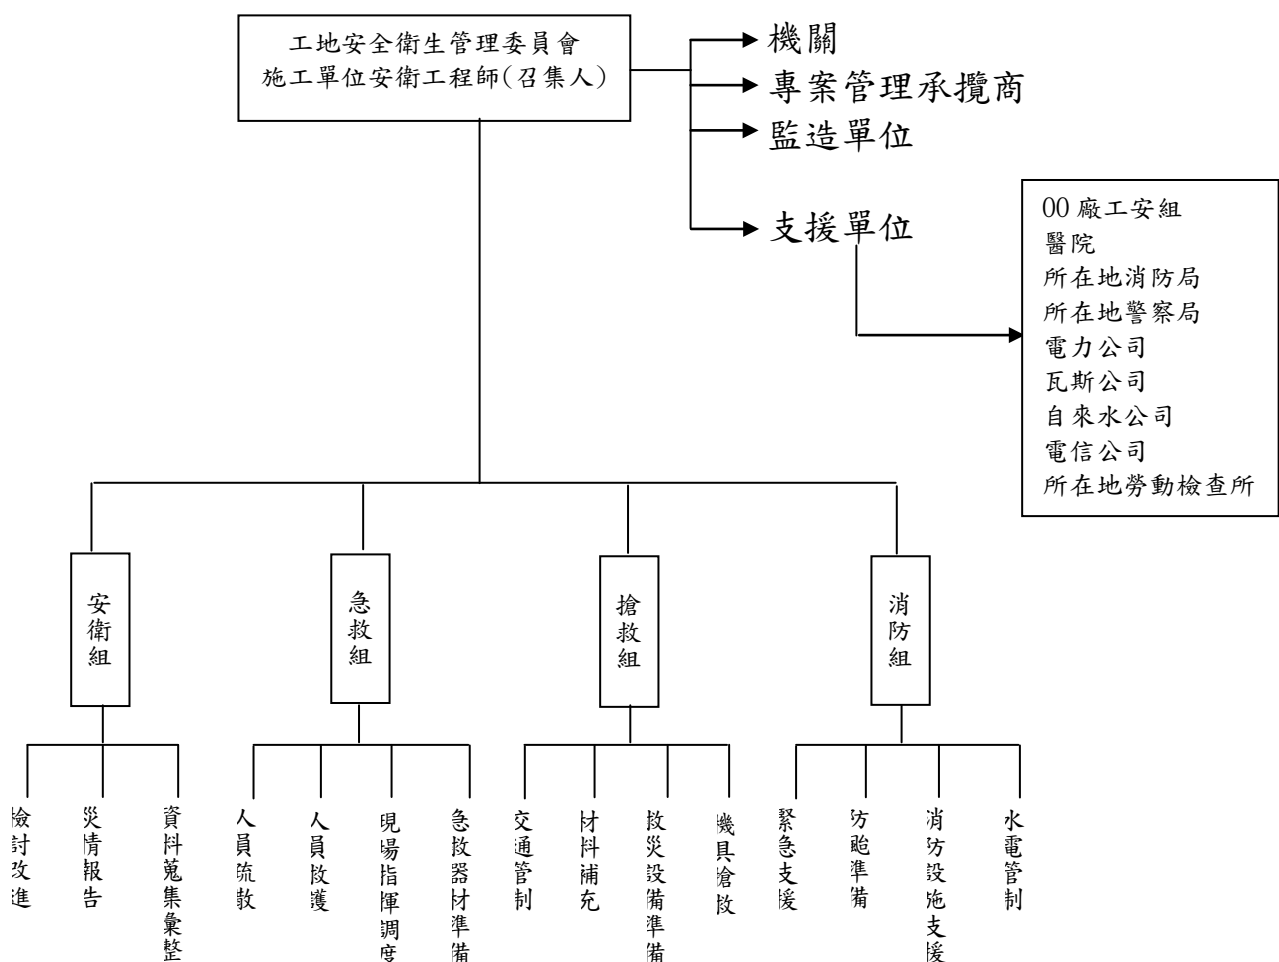 工地安全衛生管理委員會
施工單位安衛工程師(召集人)
機關
專案管理承攬商
監造單位
支援單位
OO 廠工安組
醫院
所在地消防局
所在地警察局
電力公司
瓦斯公司
自來水公司
電信公司
所在地勞動檢查所
安衛組
急救組
搶救組
消防組
檢討改進
災情報告
資料蒐集彙整
人員疏散
人員救護
現場指揮調度
急救器材準備
交通管制
材料補充
救災設備準備
機具搶救
緊急支援
防颱準備
消防設施支援
水電管制